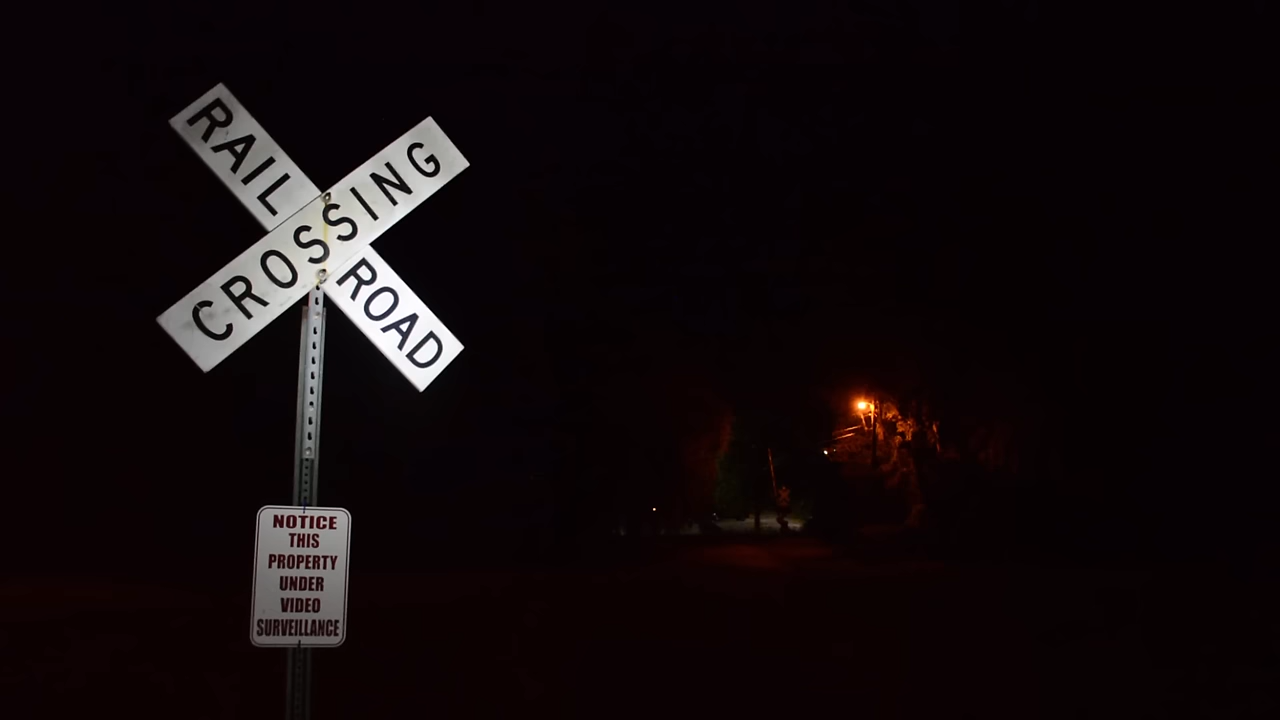 RAIL ROAD
CROSSING
NOTICE
THIS
PROPERTY
UNDER
VIDEO
SURVEILLANCE